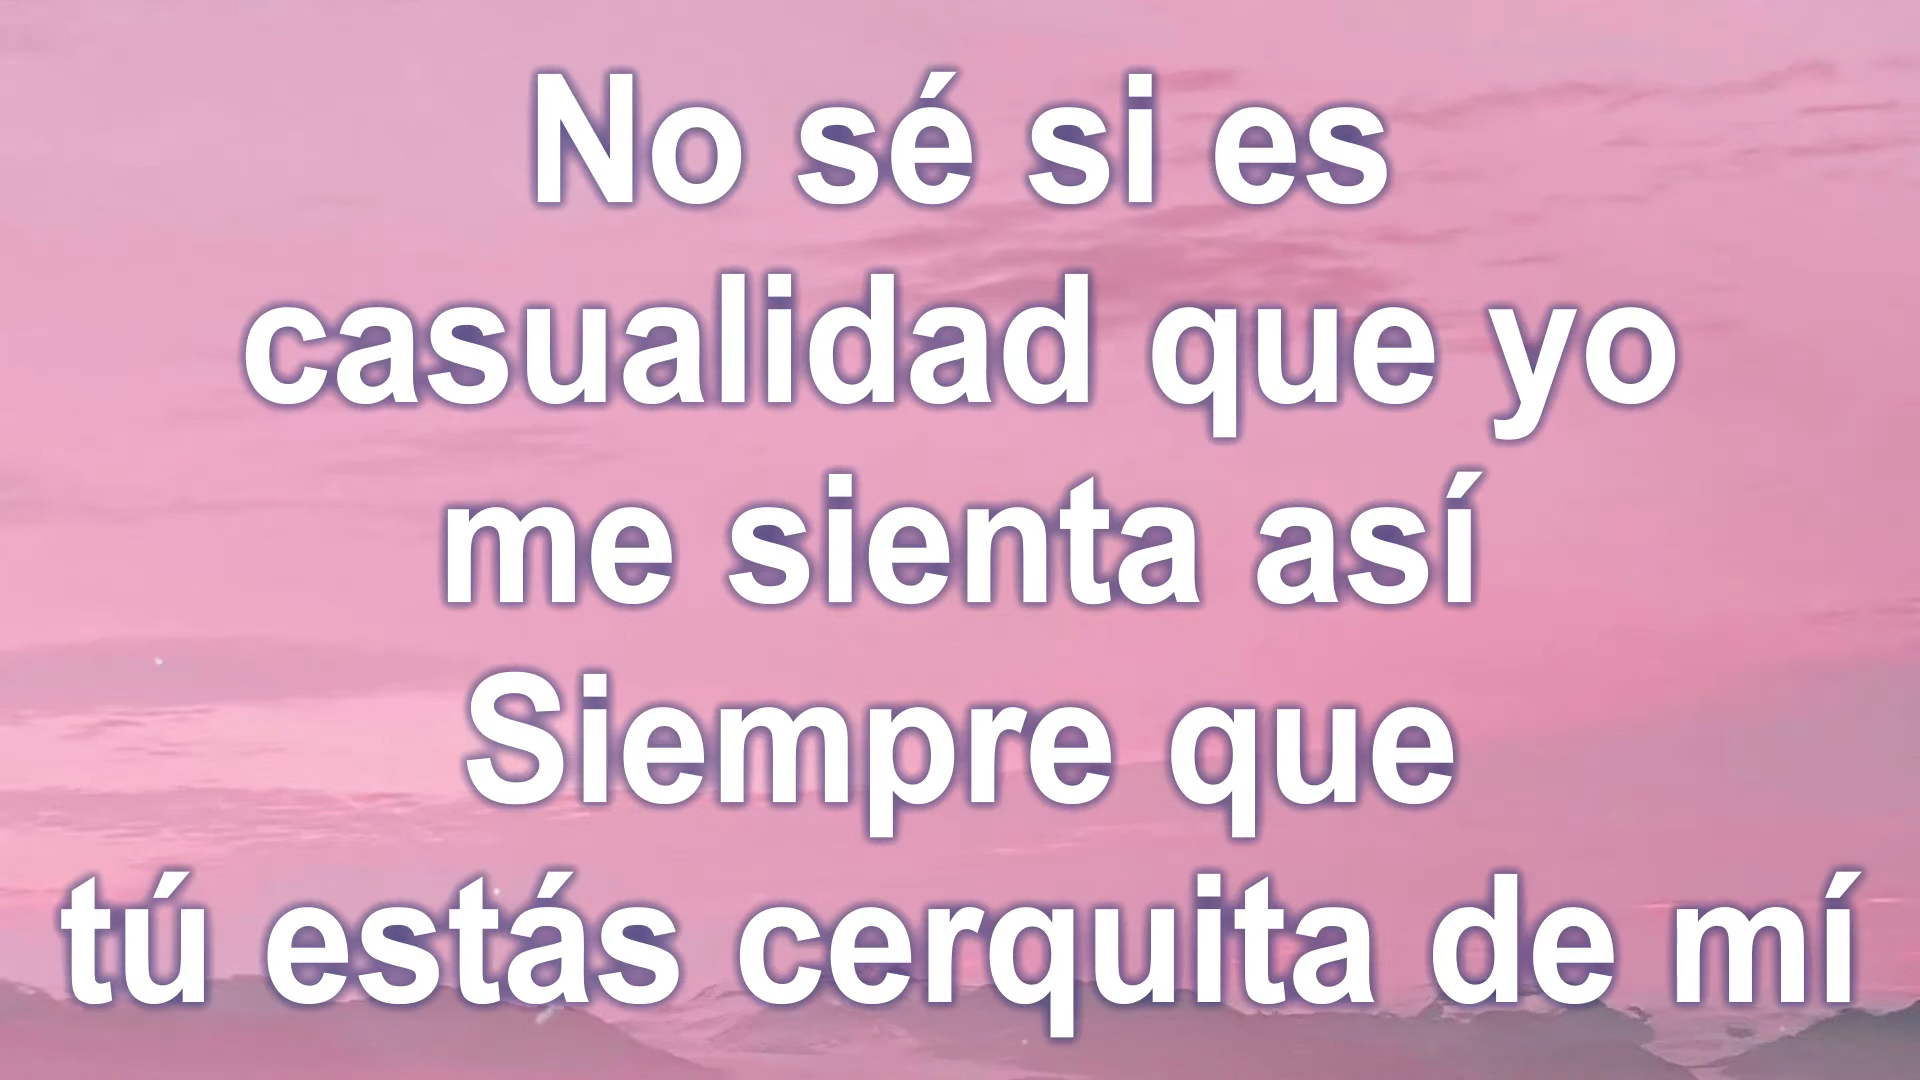 No sé si es
casualidad que yo
me sienta así
Siempre que
tú estás cerquita de mí